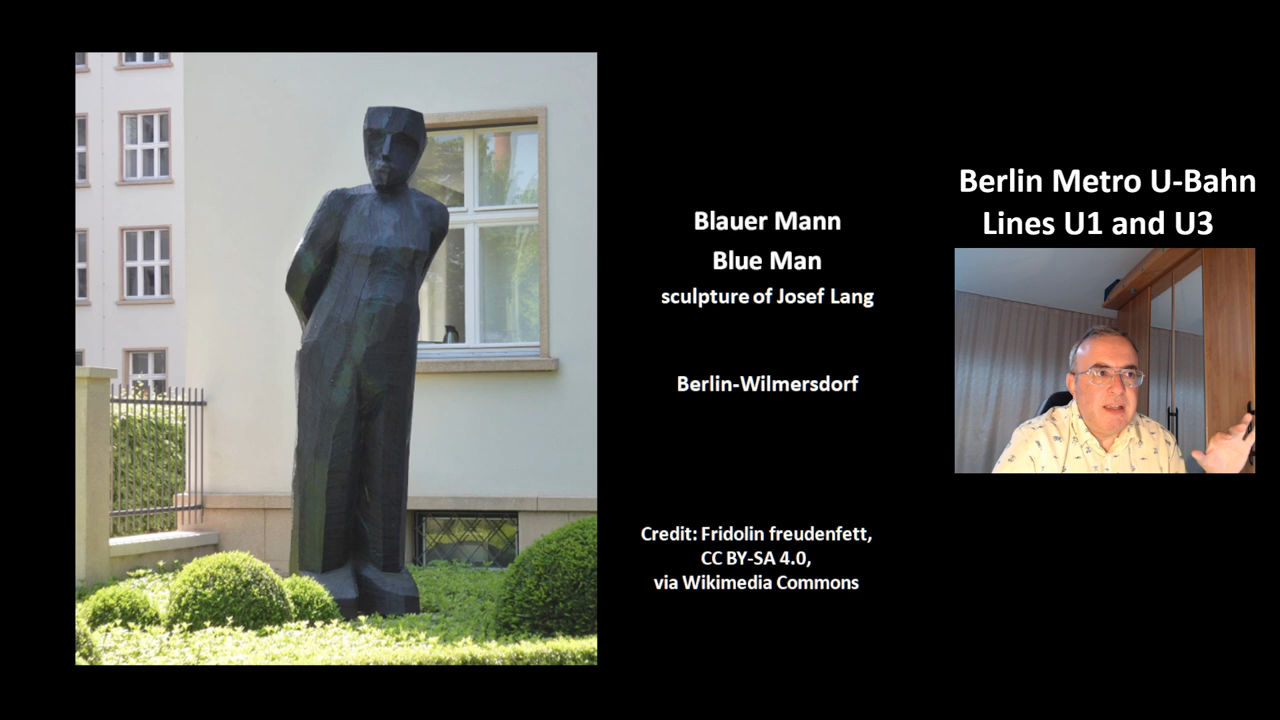 Blauer Mann
Blue Man
sculpture of Josef Lang
Berlin-Wilmersdorf
Credit: Fridolin freudenfett,
CC BY-SA 4.0,
via Wikimedia Commons
Berlin Metro U-Bahn
Lines U1 and U3